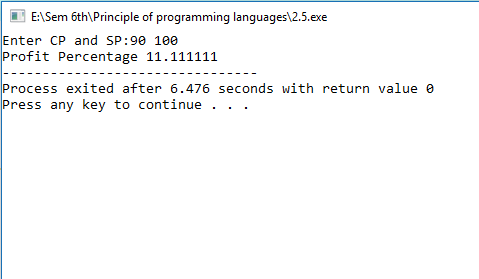 E:\Sem 6th\Principle of programming languages\2.5.exe
Enter CP and SP:90 100
Profit Percentage 11.111111
--------------------------------
Process exited after 6.476 seconds with return value 0
Press any key to continue . . .